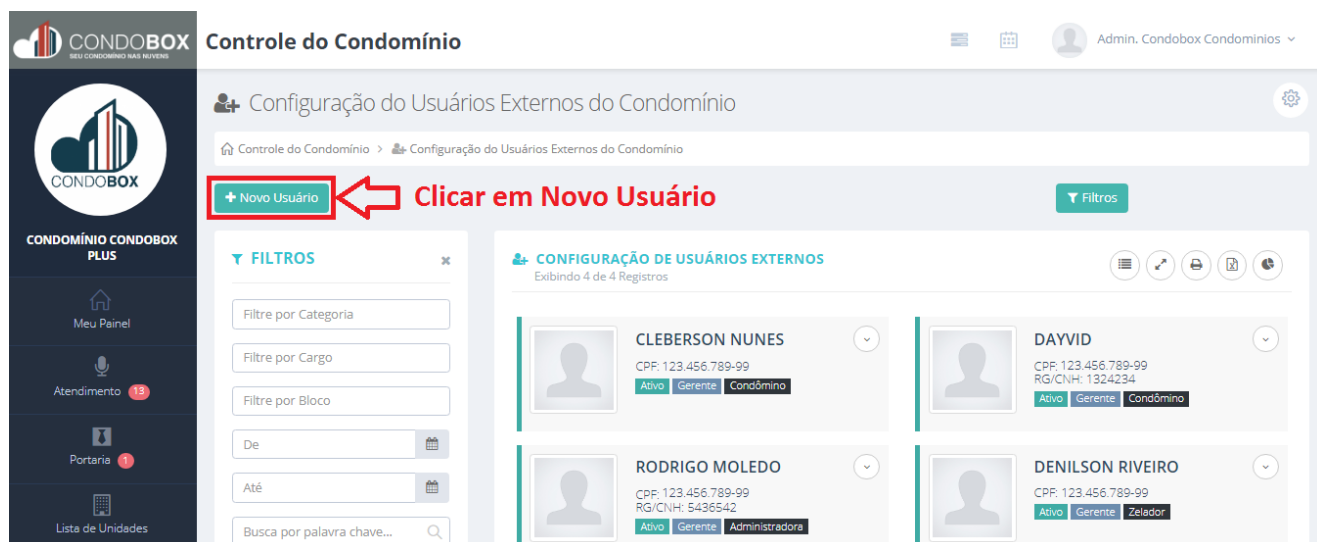 CONDOBOX
SEU CONDOMÍNIO NAS NUVENS
Controle do Condomínio
Admin. Condobox Condominios
CONDOBOX
CONDOMÍNIO CONDOBOX
PLUS
Meu Painel
Atendimento 13
Portaria 1
Lista de Unidades
Configuração do Usuários Externos do Condomínio
Controle do Condomínio > Configuração do Usuários Externos do Condomínio
+ Novo Usuário
Clicar em Novo Usuário
Filtros
FILTROS
Filtre por Categoria
Filtre por Cargo
Filtre por Bloco
De
Até
Busca por palavra chave...
CONFIGURAÇÃO DE USUÁRIOS EXTERNOS
Exibindo 4 de 4 Registros
CLEBERSON NUNES
CPF: 123.456.789-99
Ativo Gerente Condômino
DAYVID
CPF: 123.456.789-99
RG/CNH: 1324234
Ativo Gerente Condômino
RODRIGO MOLEDO
CPF: 123.456.789-99
RG/CNH: 5436542
Ativo Gerente Administradora
DENILSON RIVEIRO
CPF: 123.456.789-99
Ativo Gerente Zelador